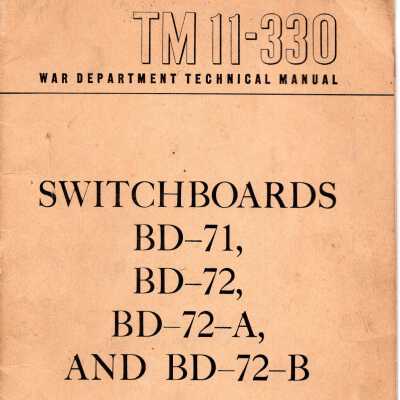 TM 11-330
WAR DEPARTMENT TECHNICAL MANUAL
SWITCHBOARDS
BD-71,
BD-72,
BD-72-A,
AND BD-72-B